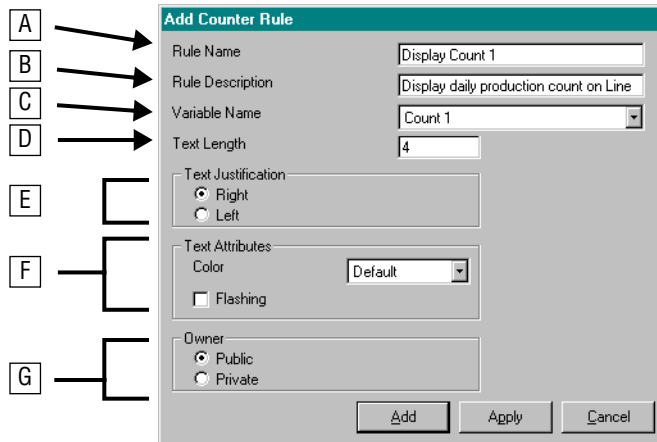 Add Counter Rule
A
Rule Name
Display Count 1
B
Rule Description
Display daily production count on Line
C
Variable Name
Count 1
D
Text Length
4
E
Text Justification
Right
Left
F
Text Attributes
Color
Default
Flashing
G
Owner
Public
Private
Add Apply Cancel